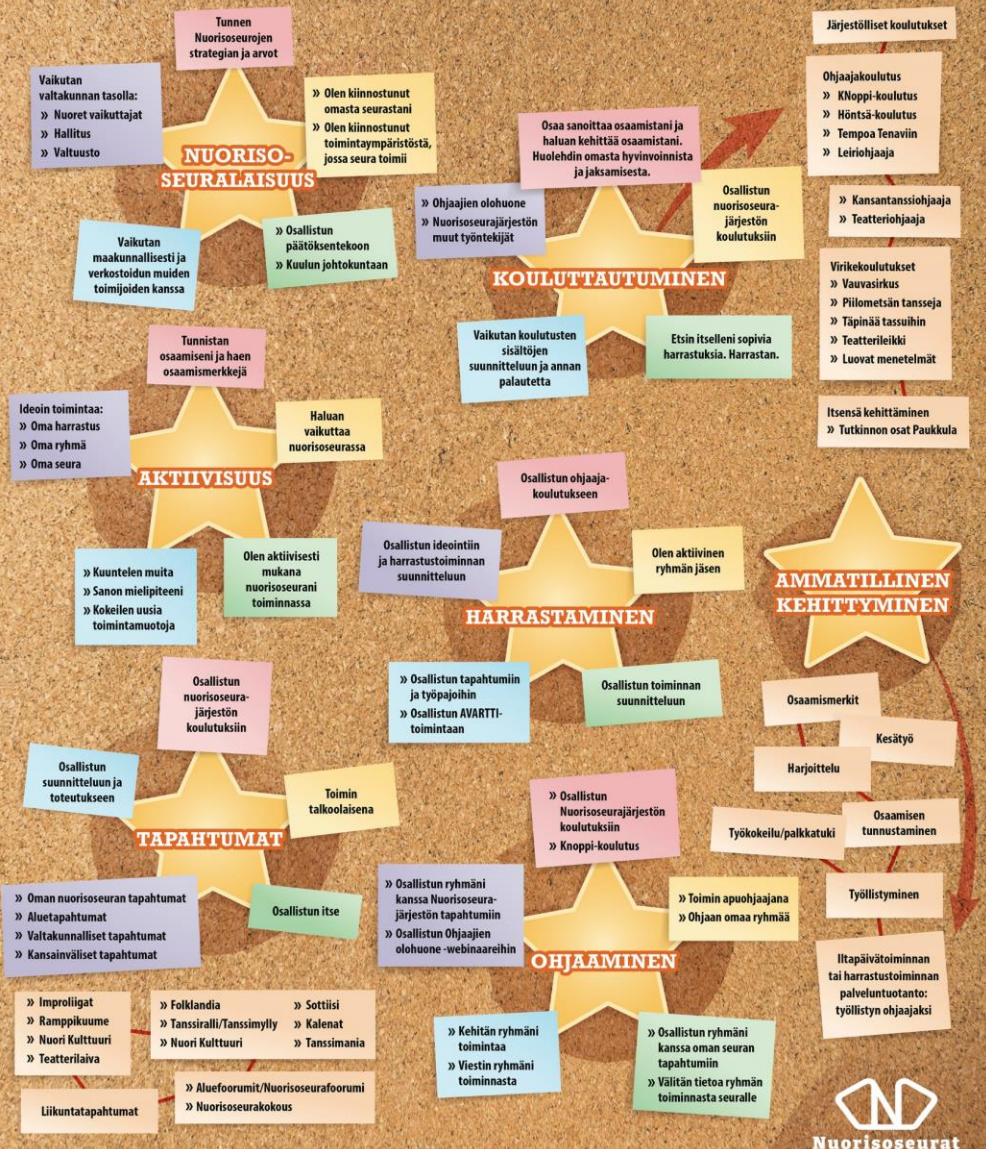 Tunnen
Nuorisoseurojen
strategian ja arvot
Vaikutan
valtakunnan tasolla:
» Nuoret vaikuttajat
» Hallitus
» Valtuusto
» Olen kiinnostunut
omasta seurastani
» Olen kiinnostunut
toimintaympäristöstä,
jossa seura toimii
NUORISO-
SEURALAISUUS
Vaikutan
maakunnallisesti ja
verkostoidun muiden
toimijoiden kanssa
» Osallistun
päätöksentekoon
» Kuulun johtokuntaan
Osaa sanoittaa osaamistani ja
haluan kehittää osaamistani.
Huolehdin omasta hyvinvoinnista
ja jaksamisesta.
» Ohjaajien olohuone
» Nuorisoseurajärjestön
muut työntekijät
Osallistun
nuorisoseura-
järjestön
koulutuksiin
KOULUTTAUTUMINEN
Vaikutan koulutusten
sisältöjen
suunnitteluun ja annan
palautetta
Etsin itselleni sopivia
harrastuksia. Harrastan.
Järjestölliset koulutukset
Ohjaajakoulutus
» KNoppi-koulutus
» Höntsä-koulutus
» Tempoa Tenaviin
» Leiriohjaaja
» Kansantanssiohjaaja
» Teatteriohjaaja
Virikekoulutukset
» Vauvasirkus
» Piilometsän tansseja
» Täpinää tassuihin
» Teatterileikki
» Luovat menetelmät
Itsensä kehittäminen
» Tutkinnon osat Paukkula
Tunnistan
osaamiseni ja haen
osaamismerkkejä
Ideoin toimintaa:
» Oma harrastus
» Oma ryhmä
» Oma seura
Haluan
vaikuttaa
nuorisoseurassa
AKTIIVISUUS
» Kuuntelen muita
» Sanon mielipiteeni
» Kokeilen uusia
toimintamuotoja
Olen aktiivisesti
mukana
nuorisoseurani
toiminnassa
Osallistun ohjaaja-
koulutukseen
Osallistun ideointiin
ja harrastustoiminnan
suunnitteluun
Olen aktiivinen
ryhmän jäsen
HARRASTAMINEN
» Osallistun tapahtumiin
ja työpajoihin
» Osallistun AVARTTI-
toimintaan
Osallistun toiminnan
suunnitteluun
AMMATILLINEN
KEHITTYMINEN
Osaamismerkit
Kesätyö
Harjoittelu
Osaamisen
tunnustaminen
Työkokeilu/palkkatuki
Työllistyminen
Iltapäivätoiminnan
tai harrastustoiminnan
palveluntuotanto:
työllistyn ohjaajaksi
Osallistun
nuorisoseura-
järjestön
koulutuksiin
Osallistun
suunnitteluun ja
toteutukseen
Toimin
talkoolaisena
TAPAHTUMAT
» Oman nuorisoseuran tapahtumat
» Aluetapahtumat
» Valtakunnalliset tapahtumat
» Kansainväliset tapahtumat
Osallistun itse
» Improliigat
» Ramppikuume
» Nuori Kulttuuri
» Teatterilaiva
» Folklandia
» Tanssiralli/Tanssimylly
» Nuori Kulttuuri
» Sottiisi
» Kalenat
» Tanssimania
Liikuntatapahtumat
» Aluefoorumit/Nuorisoseurafoorumi
» Nuorisoseurakokous
» Osallistun
Nuorisoseurajärjestön
koulutuksiin
» Knoppi-koulutus
» Osallistun ryhmäni
kanssa Nuorisoseura-
järjestön tapahtumiin
» Osallistun Ohjaajien
olohuone -webinaareihin
» Toimin apuohjaajana
» Ohjaan omaa ryhmää
OHJAAMINEN
» Kehitän ryhmäni
toimintaa
» Viestin ryhmäni
toiminnasta
» Osallistun ryhmäni
kanssa oman seuran
tapahtumiin
» Välitän tietoa ryhmän
toiminnasta seuralle
N
Nuorisoseurat